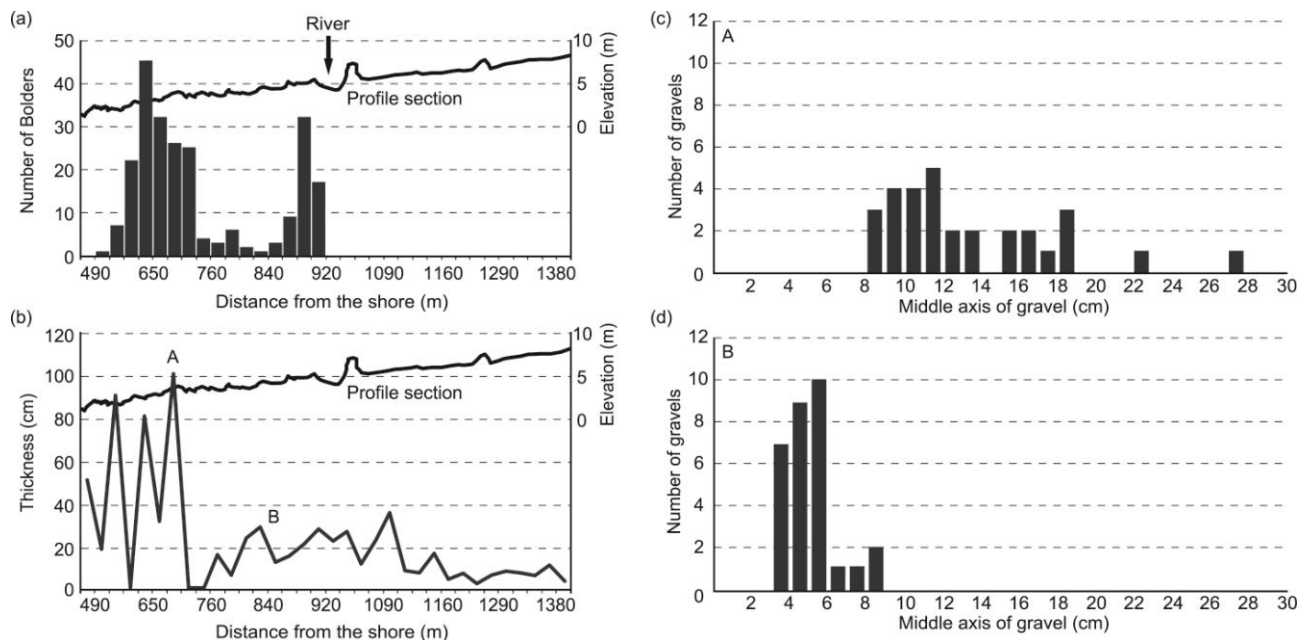 (a)
River
50
40
30
20
10
0
Number of Bolders
10
5
0
Elevation (m)
Profile section
490 650 760 840 920 1090 1160 1290 1380
Distance from the shore (m)
(b)
120
100
80
60
40
20
0
Thickness (cm)
A
B
10
5
0
Elevation (m)
Profile section
490 650 760 840 920 1090 1160 1290 1380
Distance from the shore (m)
(c)
A
12
10
8
6
4
2
0
Number of gravels
2 4 6 8 10 12 14 16 18 20 22 24 26 28 30
Middle axis of gravel (cm)
(d)
B
12
10
8
6
4
2
0
Number of gravels
2 4 6 8 10 12 14 16 18 20 22 24 26 28 30
Middle axis of gravel (cm)